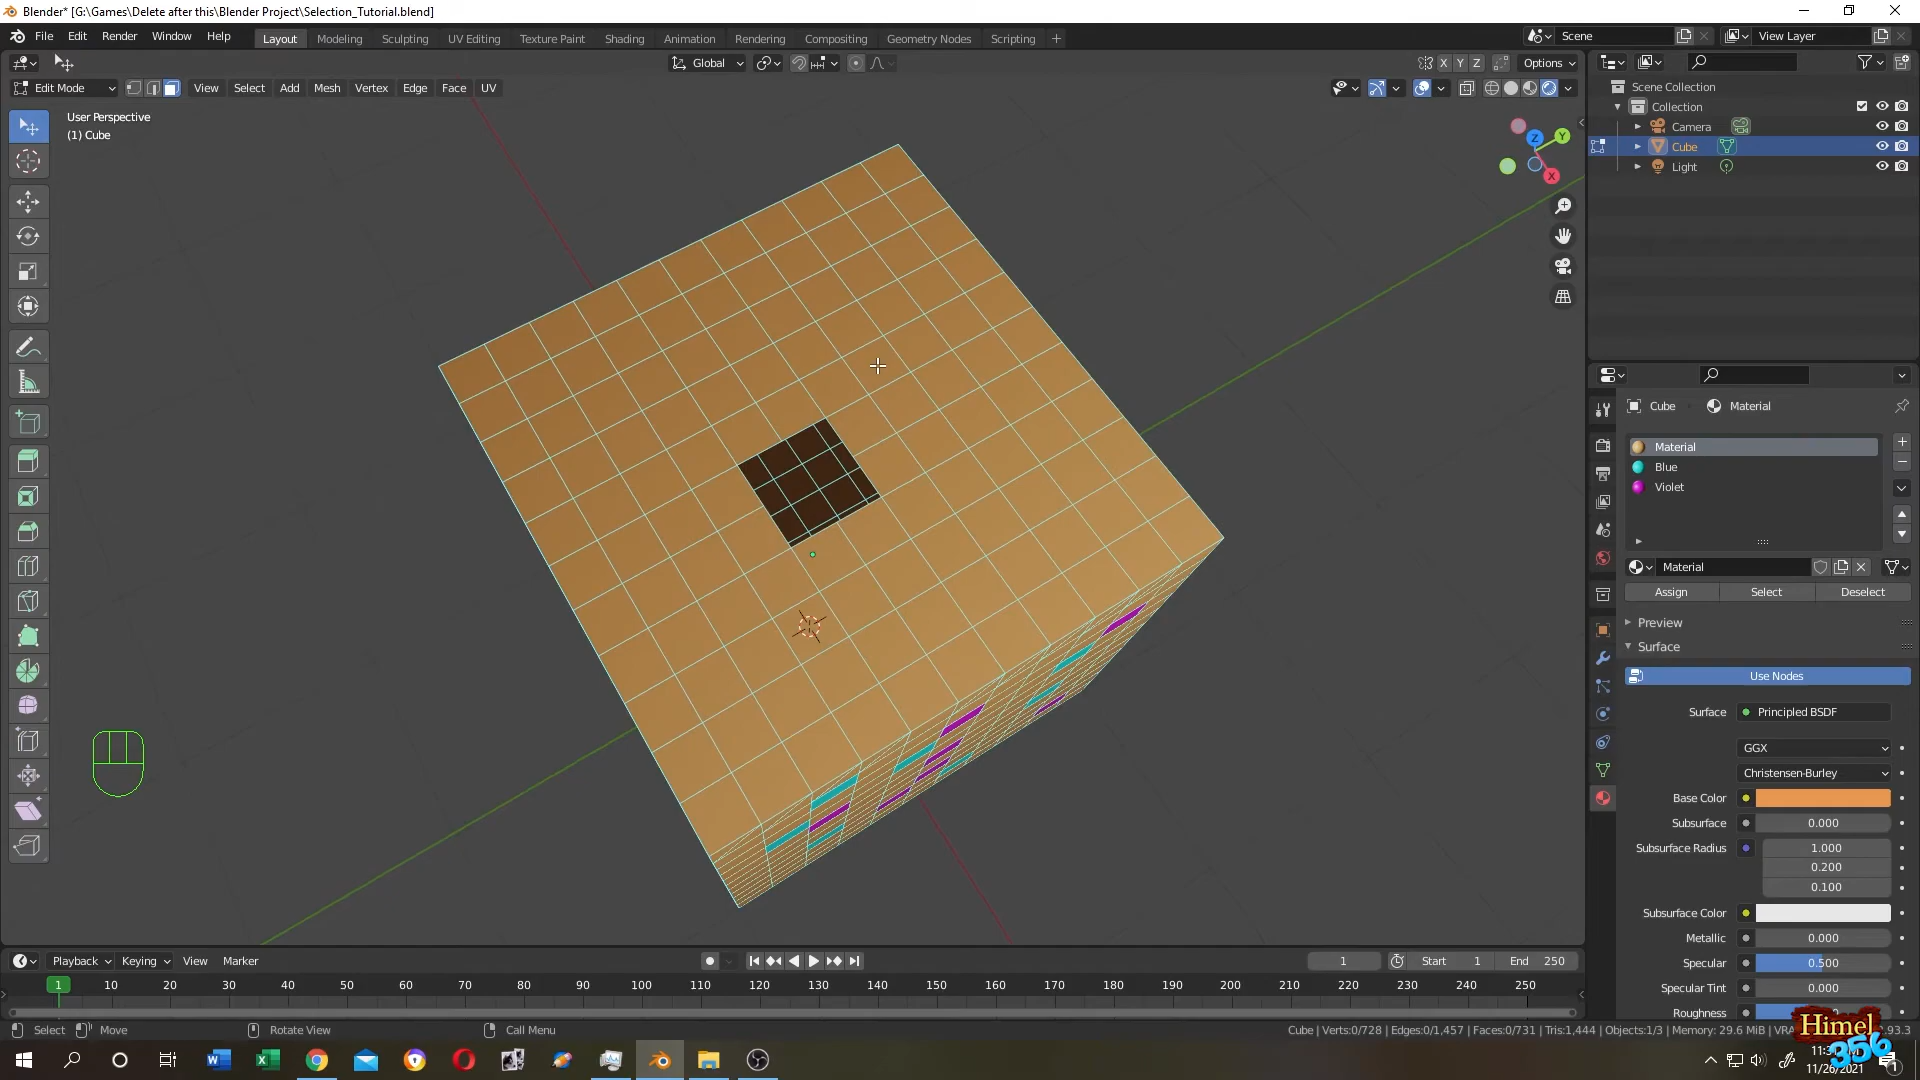 Blender* [G:\Games\Delete after this\Blender Project\Selection_Tutorial.blend]
File Edit Render Window Help Layout Modeling Sculpting UV Editing Texture Paint Shading Animation Rendering Compositing Geometry Nodes Scripting + Scene View Layer
Global X Y Z Options
Edit Mode View Select Add Mesh Vertex Edge Face UV
User Perspective
(1) Cube
Z Y X
Scene Collection
Collection
Camera
Cube
Light
Cube Material
Material
Blue
Violet
Material
Assign Select Deselect
Preview
Surface
Use Nodes
Surface Principled BSDF
GGX
Christensen-Burley
Base Color
Subsurface 0.000
Subsurface Radius 1.000
0.200
0.100
Subsurface Color
Metallic 0.000
Specular 0.500
Specular Tint 0.000
Roughness
Playback Keying View Marker 1 Start 1 End 250
1 10 20 30 40 50 60 70 80 90 100 110 120 130 140 150 160 170 180 190 200 210 220 230 240 250
Select Move Rotate View Call Menu Cube | Verts:0/728 | Edges:0/1,457 | Faces:0/731 | Tris:1,444 | Objects:1/3 | Memory: 29.6 MiB | VRA 93.3
Himel
356
11/26/2021
1